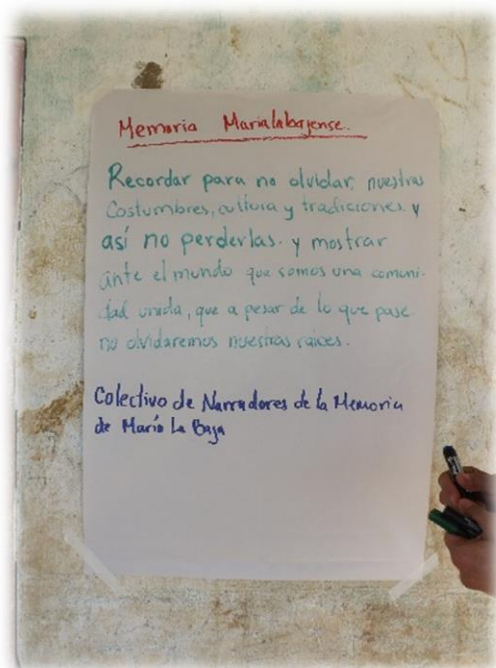 Memoria Marialabajense.
Recordar para no olvidar, nuestras
Costumbres, cultura y tradiciones. y
así no perderlas. y mostrar
ante el mundo que somos una comuni-
dad unida, que a pesar de lo que pase
no olvidaremos nuestras raices.
Colectivo de Narradores de la Memoria
de María La Baja